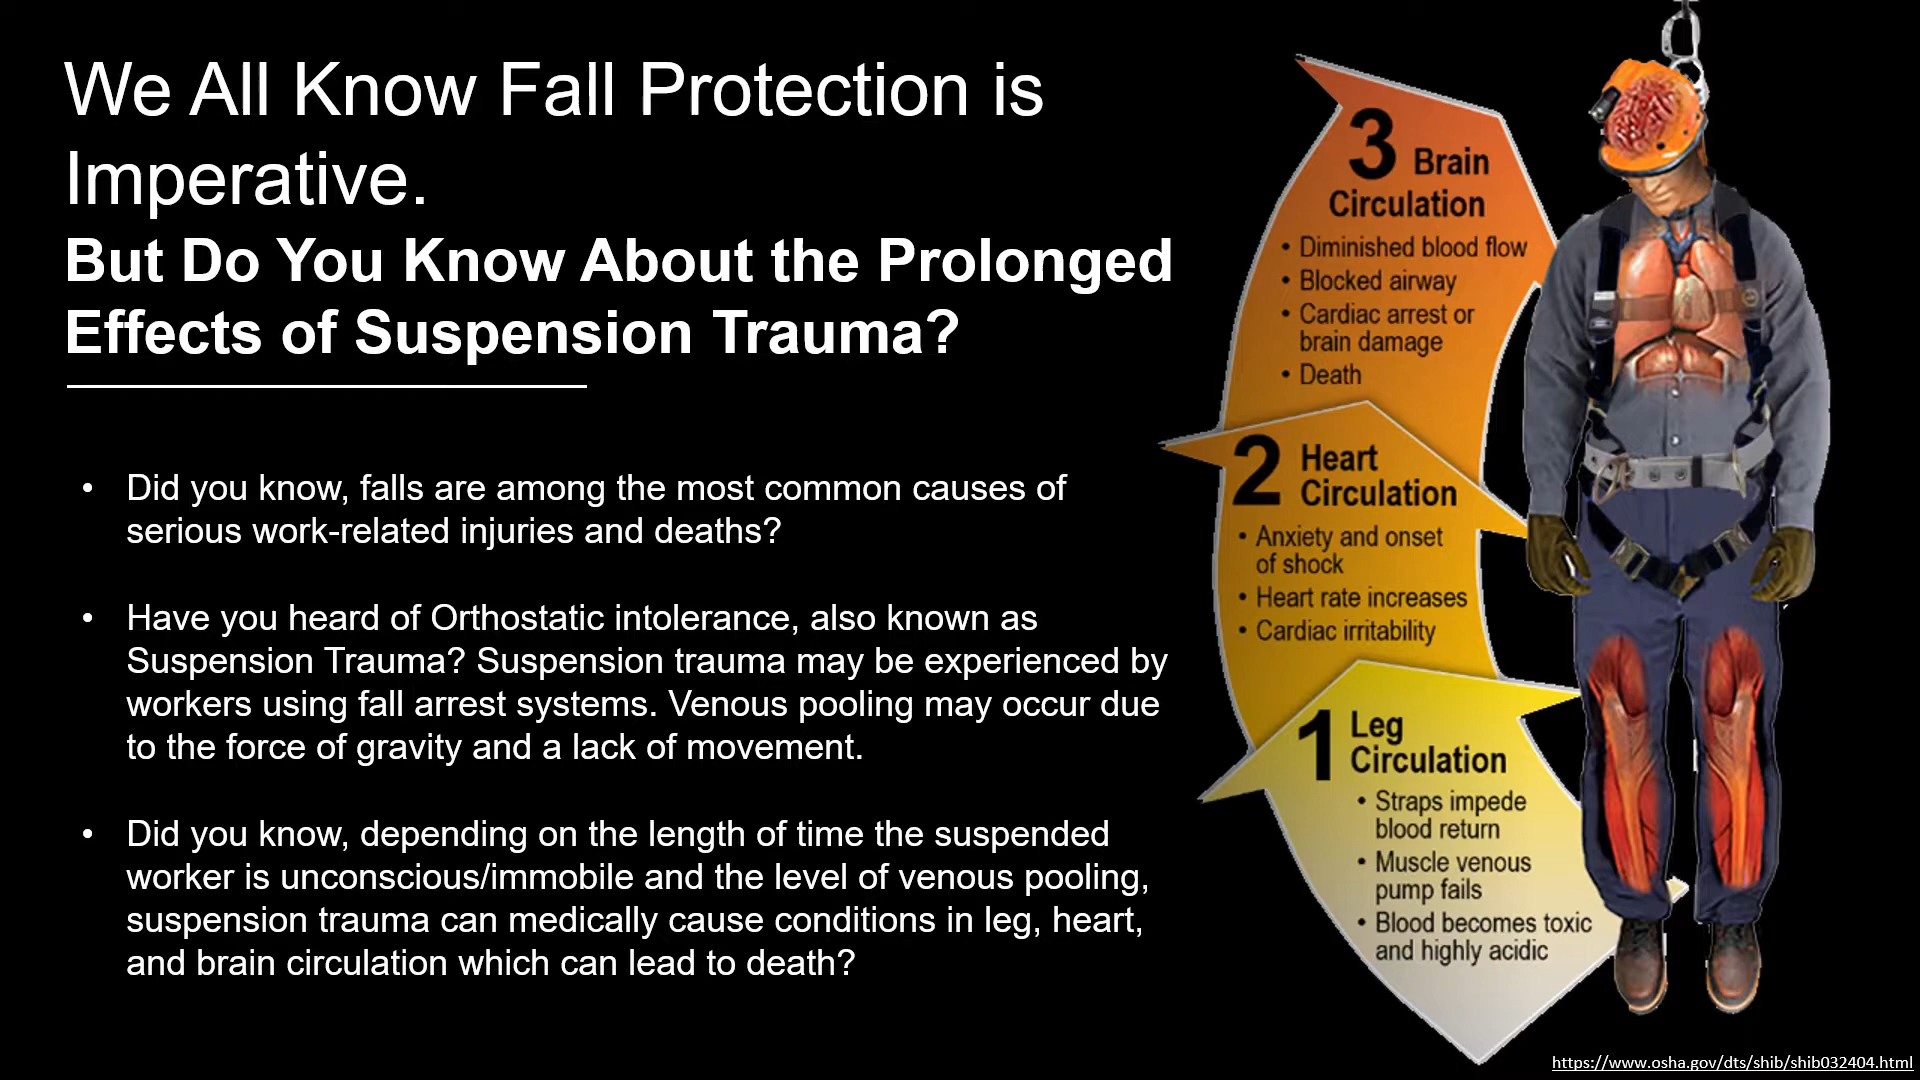 We All Know Fall Protection is
Imperative.
But Do You Know About the Prolonged
Effects of Suspension Trauma?
• Did you know, falls are among the most common causes of
serious work-related injuries and deaths?
• Have you heard of Orthostatic intolerance, also known as
Suspension Trauma? Suspension trauma may be experienced by
workers using fall arrest systems. Venous pooling may occur due
to the force of gravity and a lack of movement.
• Did you know, depending on the length of time the suspended
worker is unconscious/immobile and the level of venous pooling,
suspension trauma can medically cause conditions in leg, heart,
and brain circulation which can lead to death?
3 Brain
Circulation
• Diminished blood flow
• Blocked airway
• Cardiac arrest or
brain damage
• Death
2 Heart
Circulation
• Anxiety and onset
of shock
• Heart rate increases
• Cardiac irritability
1 Leg
Circulation
• Straps impede
blood return
• Muscle venous
pump fails
• Blood becomes toxic
and highly acidic
https://www.osha.gov/dts/shib/shib032404.html